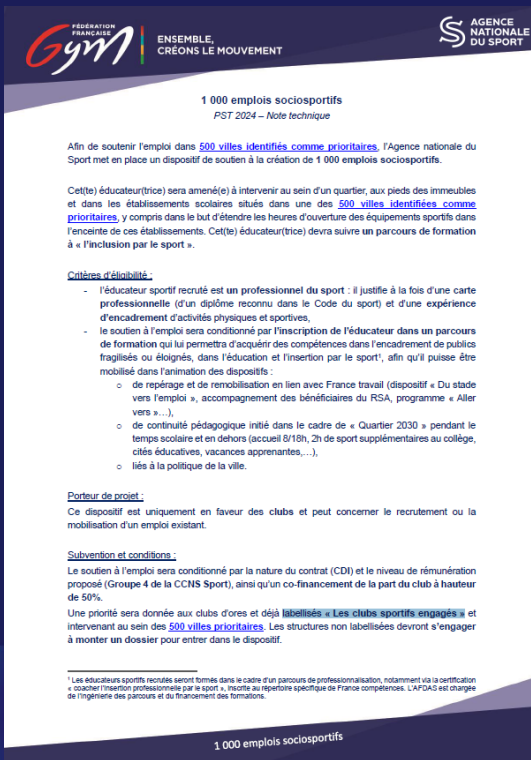 FÉDÉRATION
FRANÇAISE
Gym
ENSEMBLE,
CRÉONS LE MOUVEMENT
AGENCE
NATIONALE
DU SPORT
1 000 emplois sociosportifs
PST 2024 – Note technique
Afin de soutenir l'emploi dans 500 villes identifiés comme prioritaires, l'Agence nationale du
Sport met en place un dispositif de soutien à la création de 1 000 emplois sociosportifs.
Cet(te) éducateur(trice) sera amené(e) à intervenir au sein d'un quartier, aux pieds des immeubles
et dans les établissements scolaires situés dans une des 500 villes identifiées comme
prioritaires, y compris dans le but d'étendre les heures d'ouverture des équipements sportifs dans
l'enceinte de ces établissements. Cet(te) éducateur(trice) devra suivre un parcours de formation
à « l'inclusion par le sport ».
Critères d'éligibilité :
- l'éducateur sportif recruté est un professionnel du sport : il justifie à la fois d'une carte
professionnelle (d'un diplôme reconnu dans le Code du sport) et d'une expérience
d'encadrement d'activités physiques et sportives,
- le soutien à l'emploi sera conditionné par l'inscription de l'éducateur dans un parcours
de formation qui lui permettra d'acquérir des compétences dans l'encadrement de publics
fragilisés ou éloignés, dans l'éducation et l'insertion par le sport¹, afin qu'il puisse être
mobilisé dans l'animation des dispositifs :
o de repérage et de remobilisation en lien avec France travail (dispositif « Du stade
vers l'emploi », accompagnement des bénéficiaires du RSA, programme « Aller
vers »…),
o de continuité pédagogique initié dans le cadre de « Quartier 2030 » pendant le
temps scolaire et en dehors (accueil 8/18h, 2h de sport supplémentaires au collège,
cités éducatives, vacances apprenantes,…),
o liés à la politique de la ville.
Porteur de projet :
Ce dispositif est uniquement en faveur des clubs et peut concerner le recrutement ou la
mobilisation d'un emploi existant.
Subvention et conditions :
Le soutien à l'emploi sera conditionné par la nature du contrat (CDI) et le niveau de rémunération
proposé (Groupe 4 de la CCNS Sport), ainsi qu'un co-financement de la part du club à hauteur
de 50%.
Une priorité sera donnée aux clubs d'ores et déjà labellisés « Les clubs sportifs engagés » et
intervenant au sein des 500 villes prioritaires. Les structures non labellisées devront s'engager
à monter un dossier pour entrer dans le dispositif.
¹ Les éducateurs sportifs recrutés seront formés dans le cadre d'un parcours de professionnalisation, notamment via la certification
« coacher l'insertion professionnelle par le sport », inscrite au répertoire spécifique de France compétences. L'AFDAS est chargée
de l'ingénierie des parcours et du financement des formations.
1 000 emplois sociosportifs